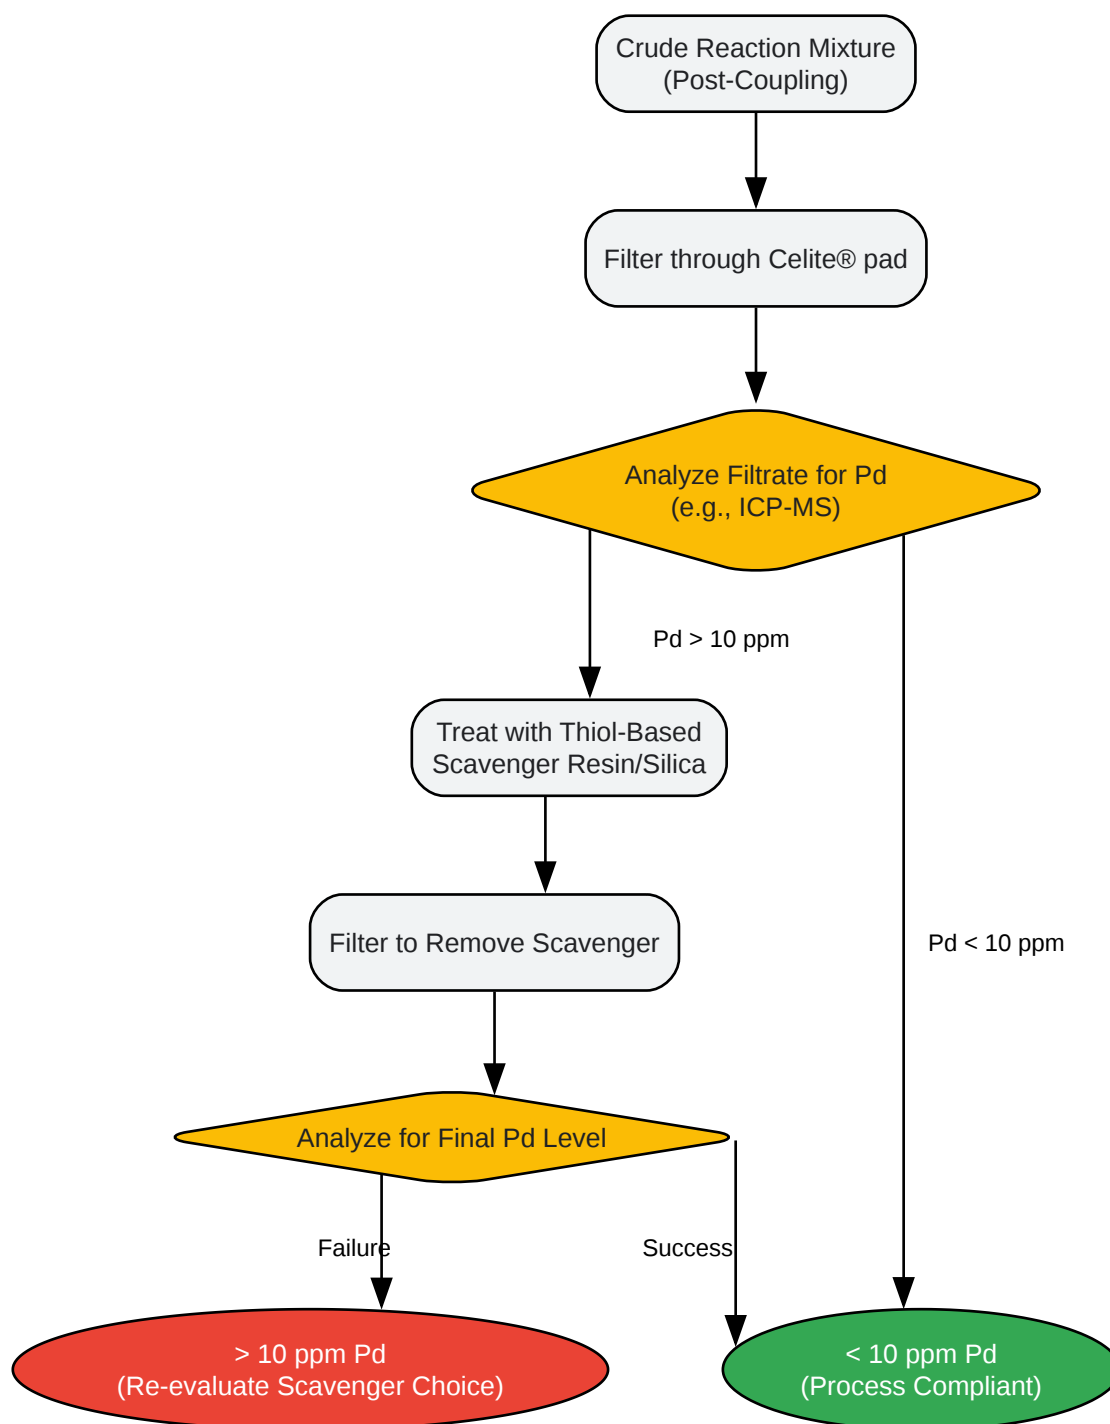 Crude Reaction Mixture
(Post-Coupling)
Filter through Celite® pad
Analyze Filtrate for Pd
(e.g., ICP-MS)
Pd > 10 ppm
Treat with Thiol-Based
Scavenger Resin/Silica
Filter to Remove Scavenger
Pd < 10 ppm
Analyze for Final Pd Level
Failure
Success
> 10 ppm Pd
(Re-evaluate Scavenger Choice)
< 10 ppm Pd
(Process Compliant)